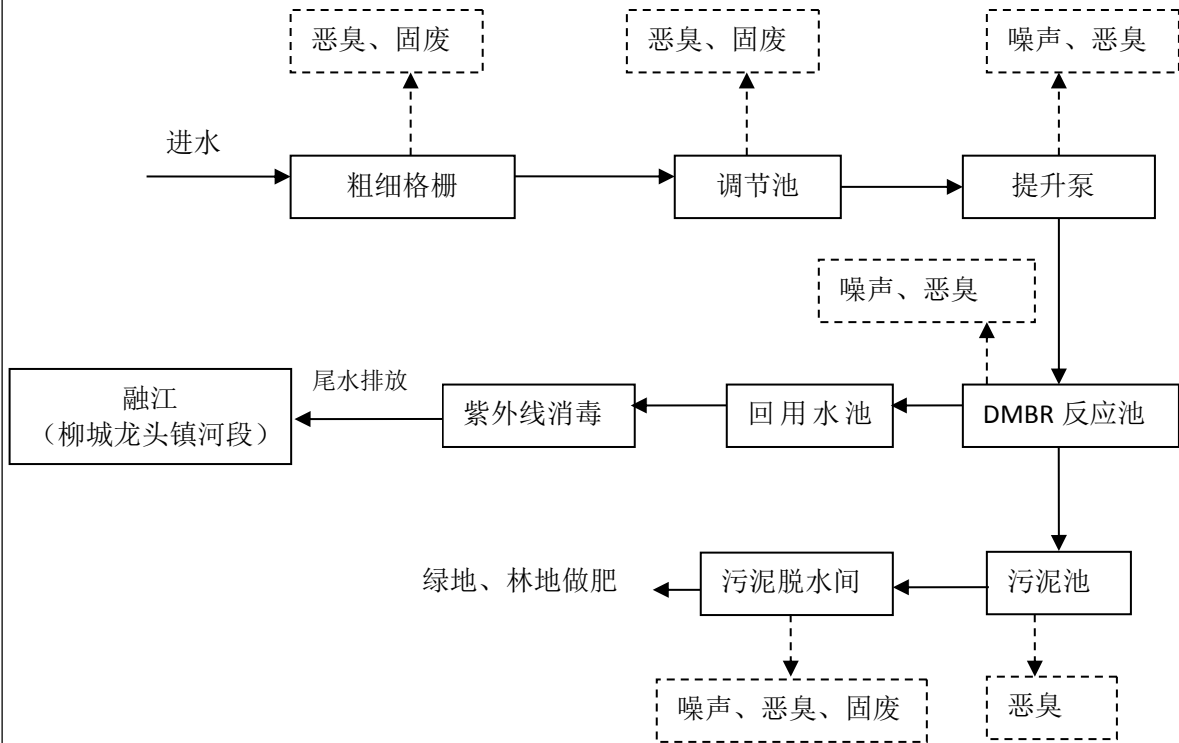 恶臭、固废
恶臭、固废
噪声、恶臭
进水
粗细格栅
调节池
提升泵
噪声、恶臭
融江
（柳城龙头镇河段）
尾水排放
紫外线消毒
回用水池
DMBR 反应池
绿地、林地做肥
污泥脱水间
污泥池
噪声、恶臭、固废
恶臭